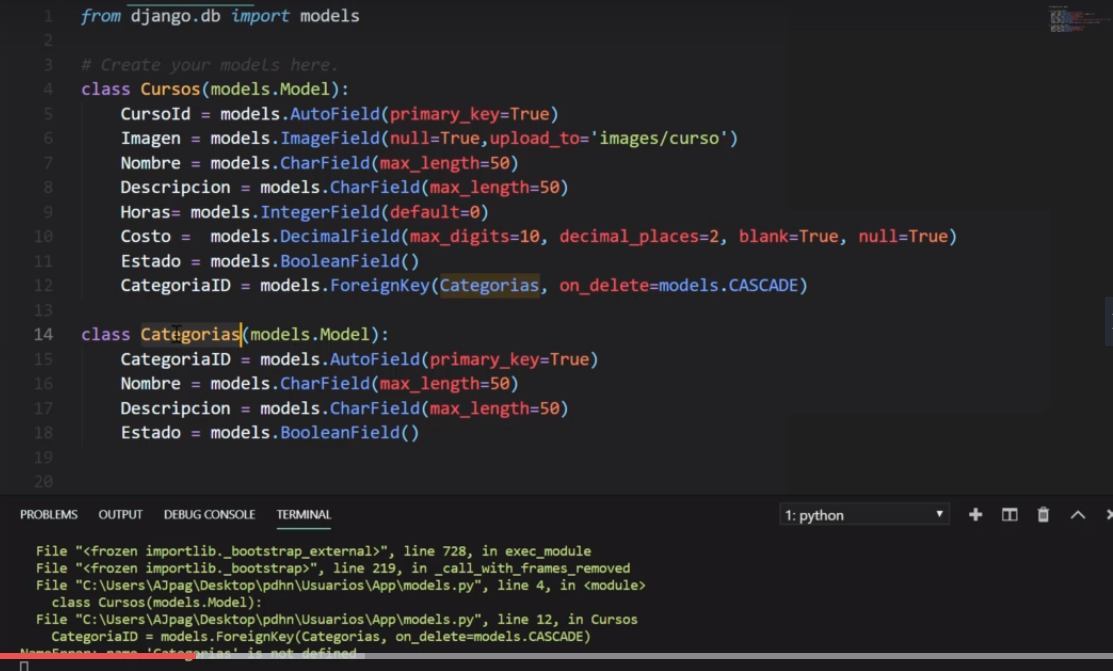 1 from django.db import models
2
3 # Create your models here.
4 class Cursos(models.Model):
5 CursoId = models.AutoField(primary_key=True)
6 Imagen = models.ImageField(null=True,upload_to='images/curso')
7 Nombre = models.CharField(max_length=50)
8 Descripcion = models.CharField(max_length=50)
9 Horas= models.IntegerField(default=0)
10 Costo =  models.DecimalField(max_digits=10, decimal_places=2, blank=True, null=True)
11 Estado = models.BooleanField()
12 CategoriaID = models.ForeignKey(Categorias, on_delete=models.CASCADE)
13
14 class Categorias(models.Model):
15 CategoriaID = models.AutoField(primary_key=True)
16 Nombre = models.CharField(max_length=50)
17 Descripcion = models.CharField(max_length=50)
18 Estado = models.BooleanField()
19
20
PROBLEMS OUTPUT DEBUG CONSOLE TERMINAL 1: python
File "<frozen importlib._bootstrap_external>", line 728, in exec_module
File "<frozen importlib._bootstrap>", line 219, in _call_with_frames_removed
File "C:\Users\AJpag\Desktop\pdhn\Usuarios\App\models.py", line 4, in <module>
class Cursos(models.Model):
File "C:\Users\AJpag\Desktop\pdhn\Usuarios\App\models.py", line 12, in Cursos
CategoriaID = models.ForeignKey(Categorias, on_delete=models.CASCADE)
NameError: name 'Categorias' is not defined